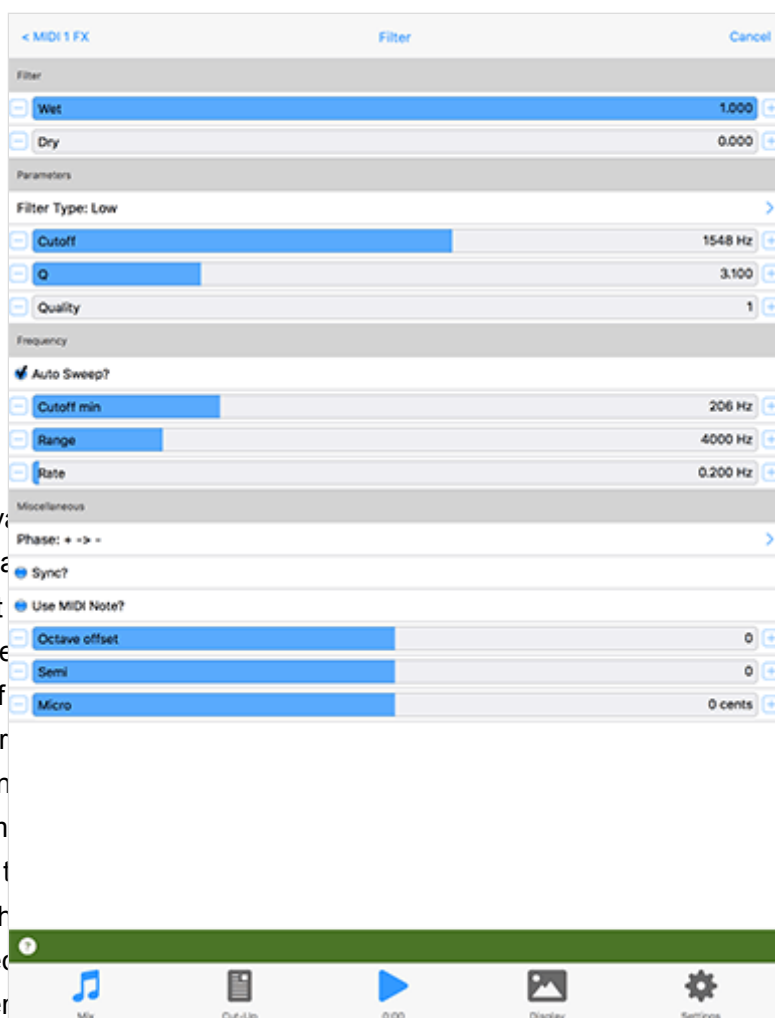 < MIDI 1 FX Filter Cancel
Filter
Wet 1.000
Dry 0.000
Parameters
Filter Type: Low
Cutoff 1548 Hz
Q 3.100
Quality 1
Frequency
Auto Sweep?
Cutoff min 206 Hz
Range 4000 Hz
Rate 0.200 Hz
Miscellaneous
Phase: + -> -
Sync?
Use MIDI Note?
Octave offset 0
Semi 0
Micro 0 cents
?
Mix Cut-Up 0:00 Display Settings